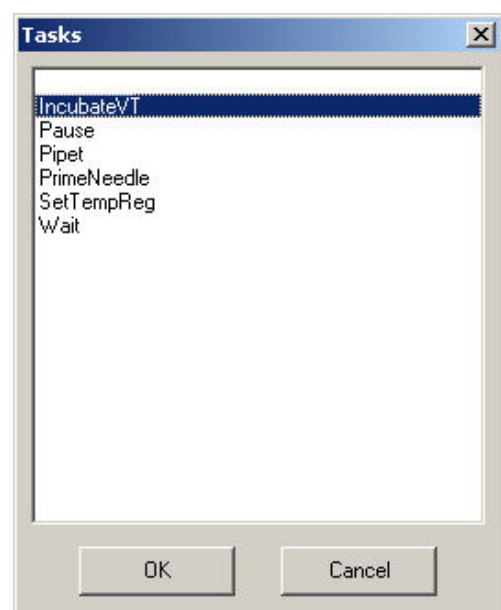 Tasks
IncubateVT
Pause
Pipet
PrimeNeedle
SetTempReg
Wait
OK
Cancel